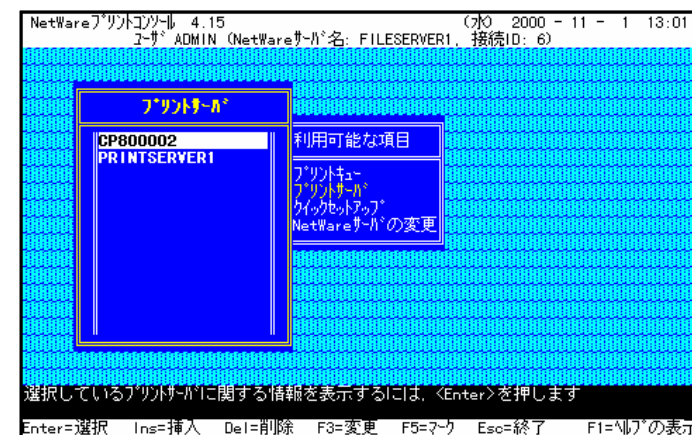 NetWareﾌﾟﾘﾝﾄｺﾝｿｰﾙ 4.15 (水) 2000 - 11 - 1 13:01
ﾕｰｻﾞ ADMIN (NetWareｻｰﾊﾞ名: FILESERVER1, 接続ID: 6)
ﾌﾟﾘﾝﾄｻｰﾊﾞ
CP800002
PRINTSERVER1
利用可能な項目
ﾌﾟﾘﾝﾄｷｭｰ
ﾌﾟﾘﾝﾄｻｰﾊﾞ
ｸｲｯｸｾｯﾄｱｯﾌﾟ
NetWareｻｰﾊﾞの変更
選択しているﾌﾟﾘﾝﾄｻｰﾊﾞに関する情報を表示するには、<Enter>を押します
Enter=選択 Ins=挿入 Del=削除 F3=変更 F5=ﾏｰｸ Esc=終了 F1=ﾍﾙﾌﾟの表示